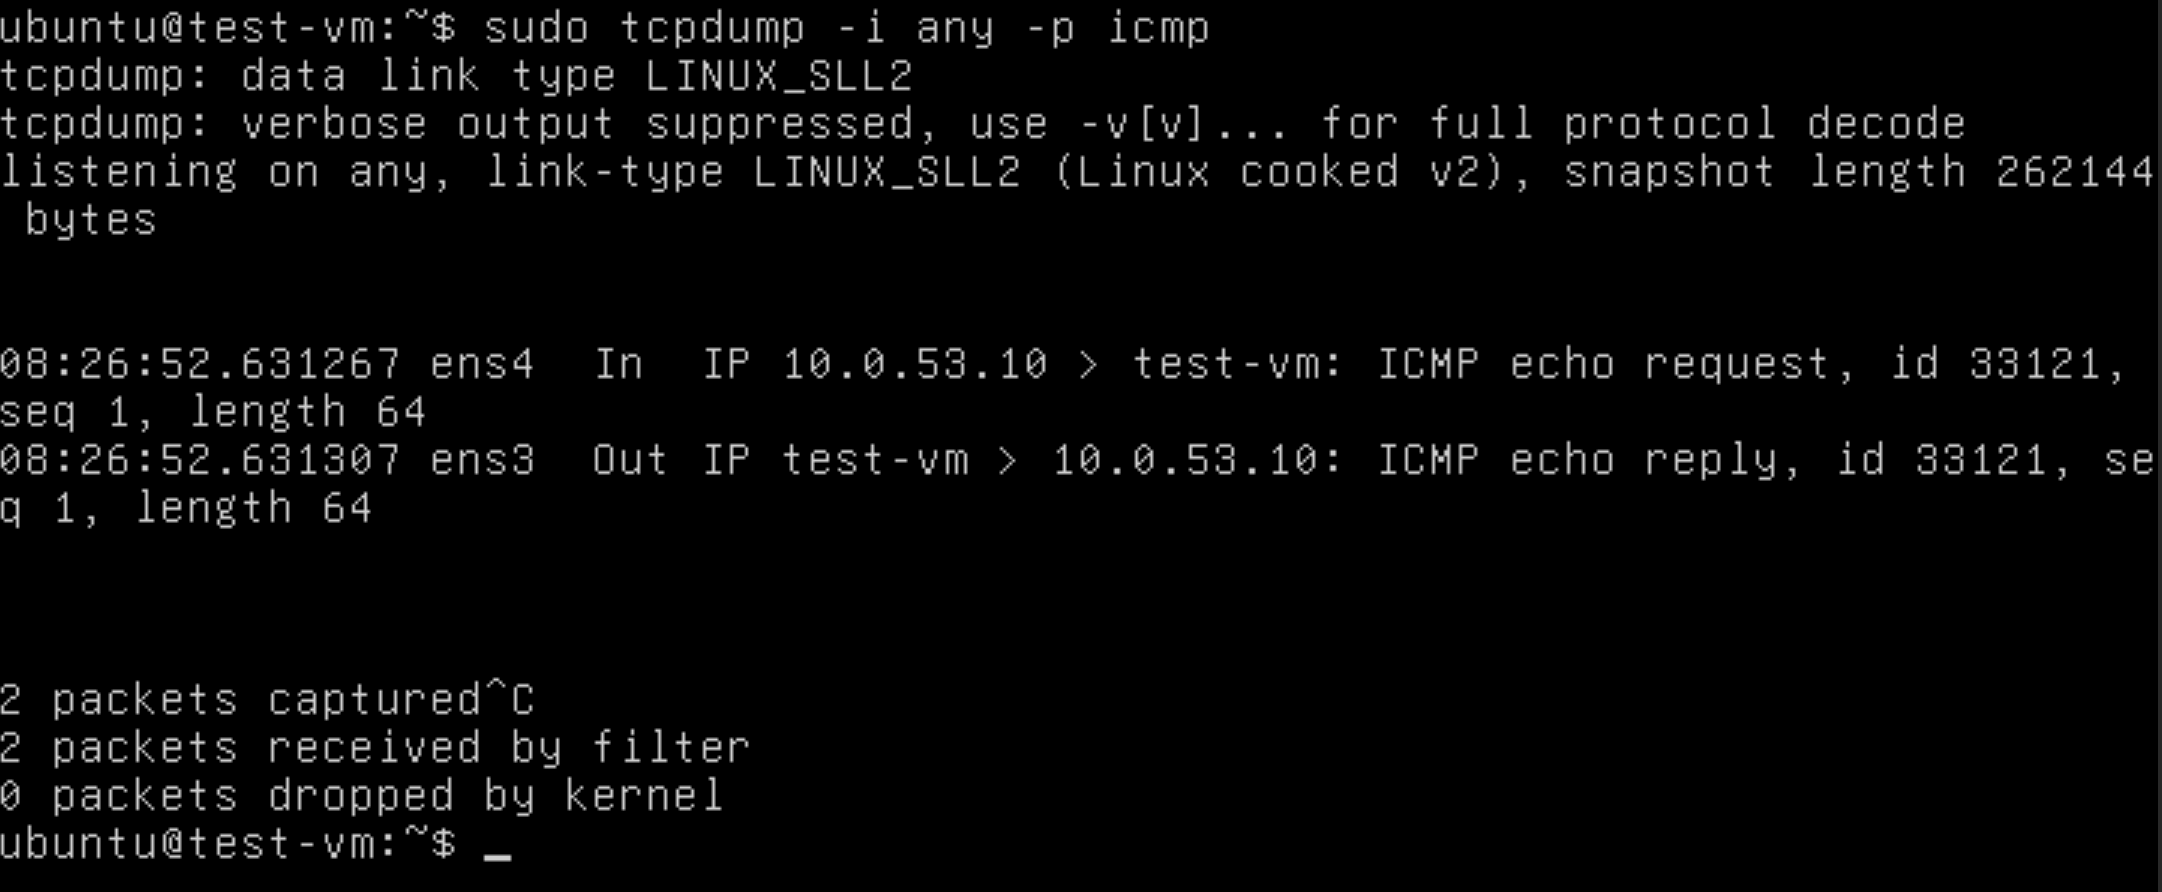 ubuntu@test-vm:~$ sudo tcpdump -i any -p icmp
tcpdump: data link type LINUX_SLL2
tcpdump: verbose output suppressed, use -v[v]... for full protocol decode
listening on any, link-type LINUX_SLL2 (Linux cooked v2), snapshot length 262144
 bytes
08:26:52.631267 ens4  In  IP 10.0.53.10 > test-vm: ICMP echo request, id 33121,
seq 1, length 64
08:26:52.631307 ens3  Out IP test-vm > 10.0.53.10: ICMP echo reply, id 33121, se
q 1, length 64
2 packets captured^C
2 packets received by filter
0 packets dropped by kernel
ubuntu@test-vm:~$ _